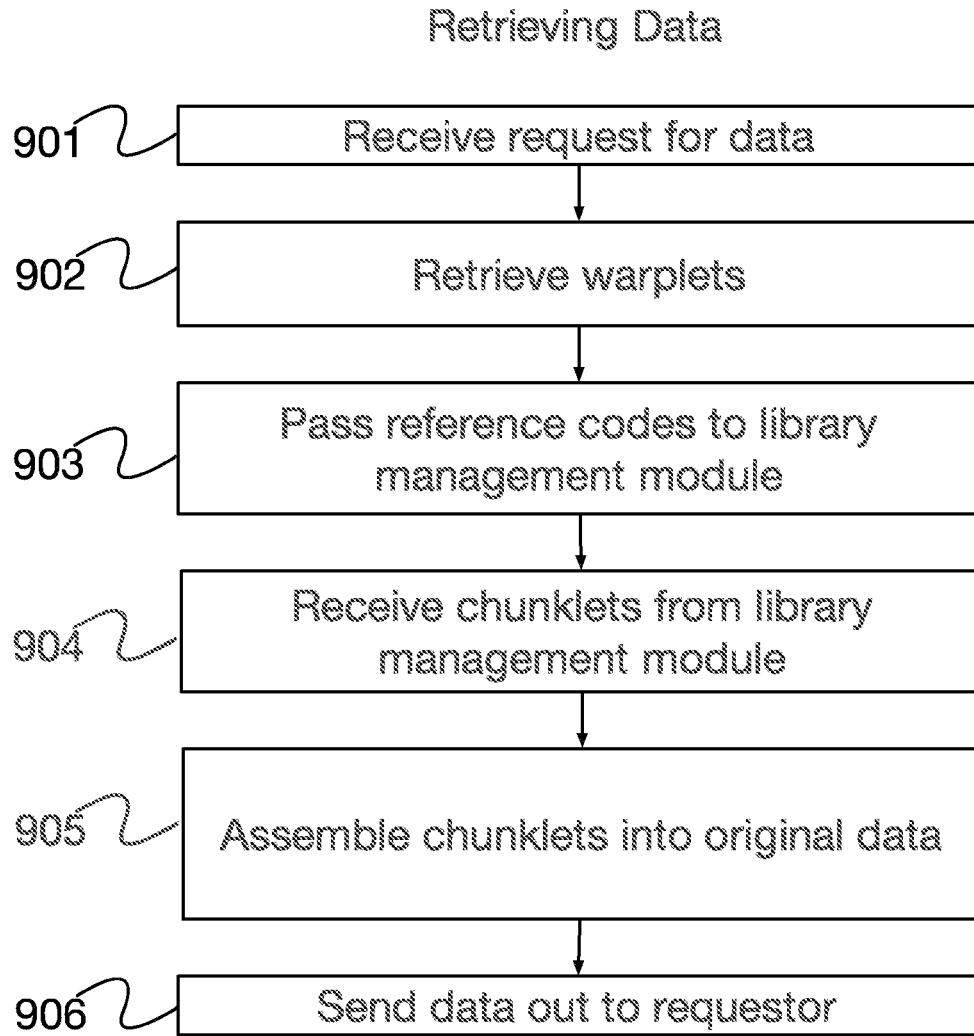 Retrieving Data
901
Receive request for data
902
Retrieve warplets
903
Pass reference codes to library
management module
904
Receive chunklets from library
management module
905
Assemble chunklets into original data
906
Send data out to requestor